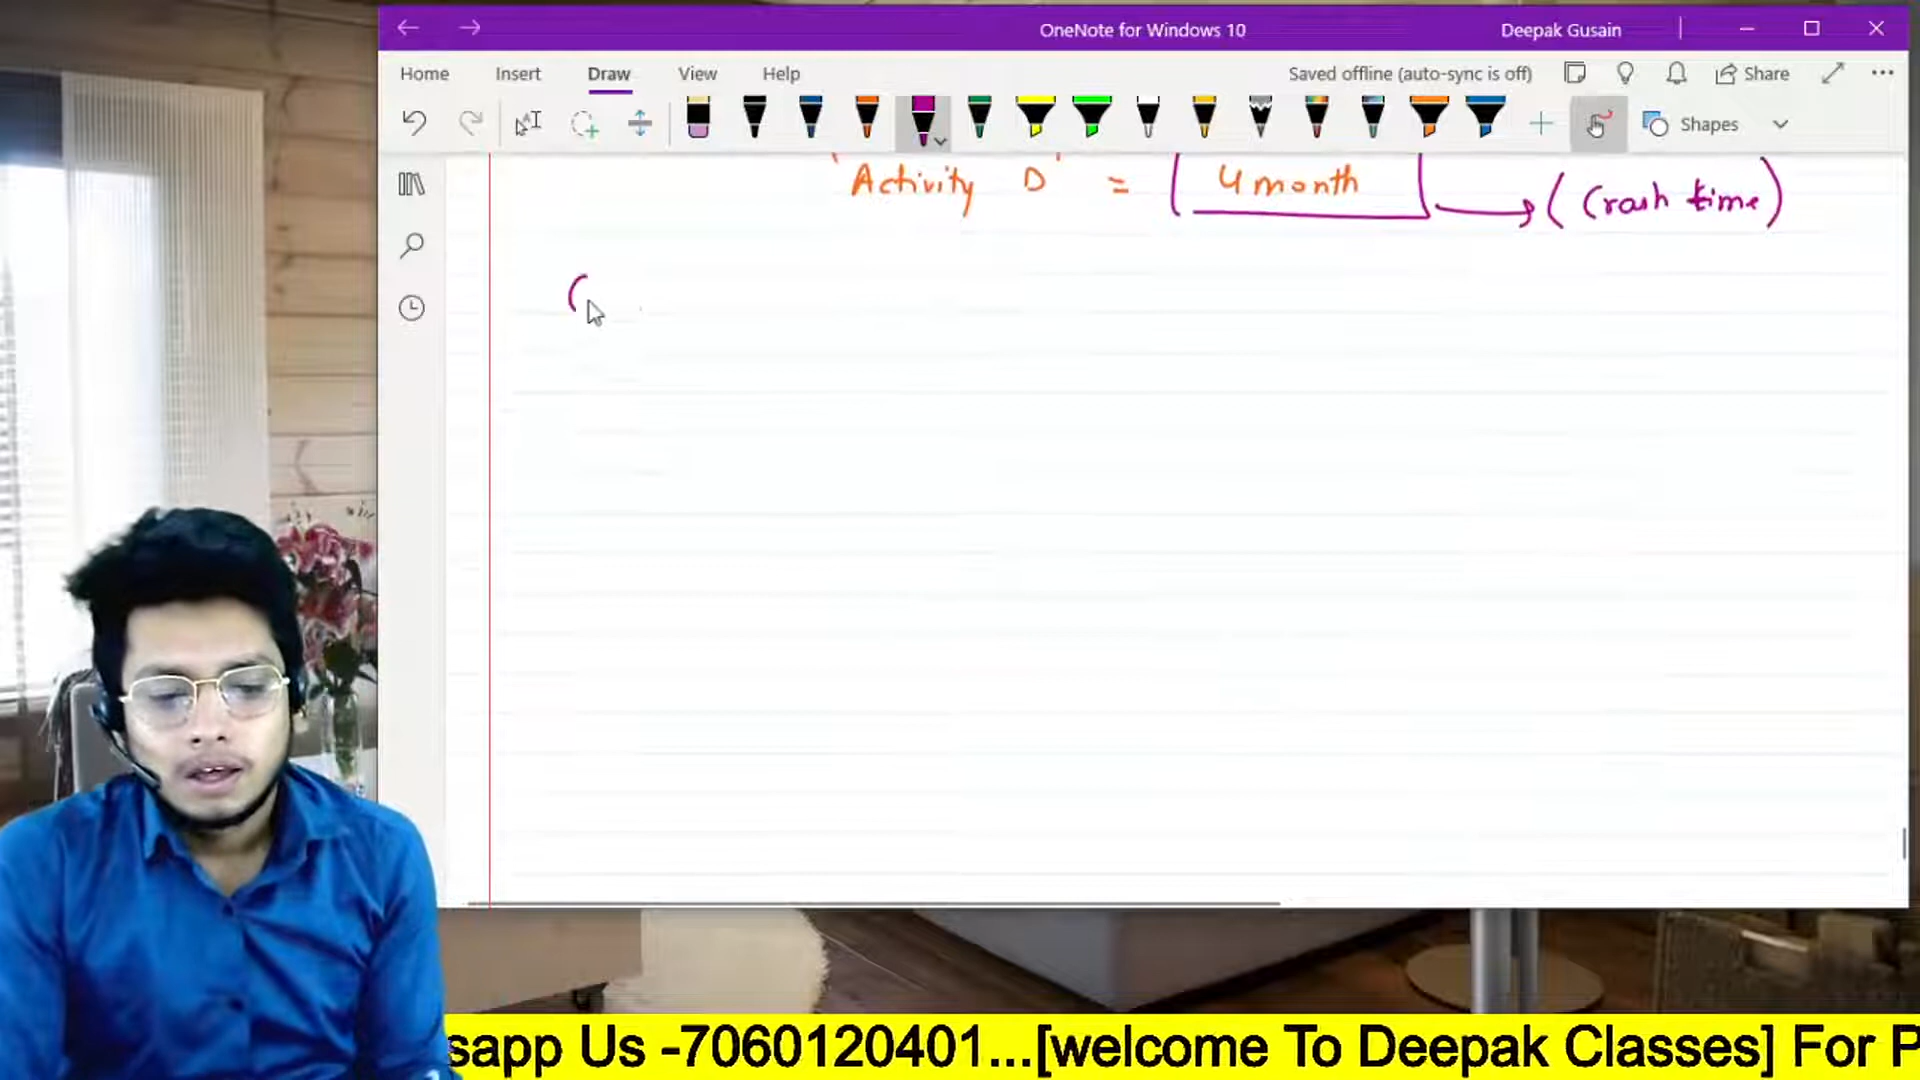 OneNote for Windows 10 Deepak Gusain
Home Insert Draw View Help Saved offline (auto-sync is off) Share
Shapes
Activity D = 4 month (Crash time)
(
sapp Us -7060120401...[welcome To Deepak Classes] For P